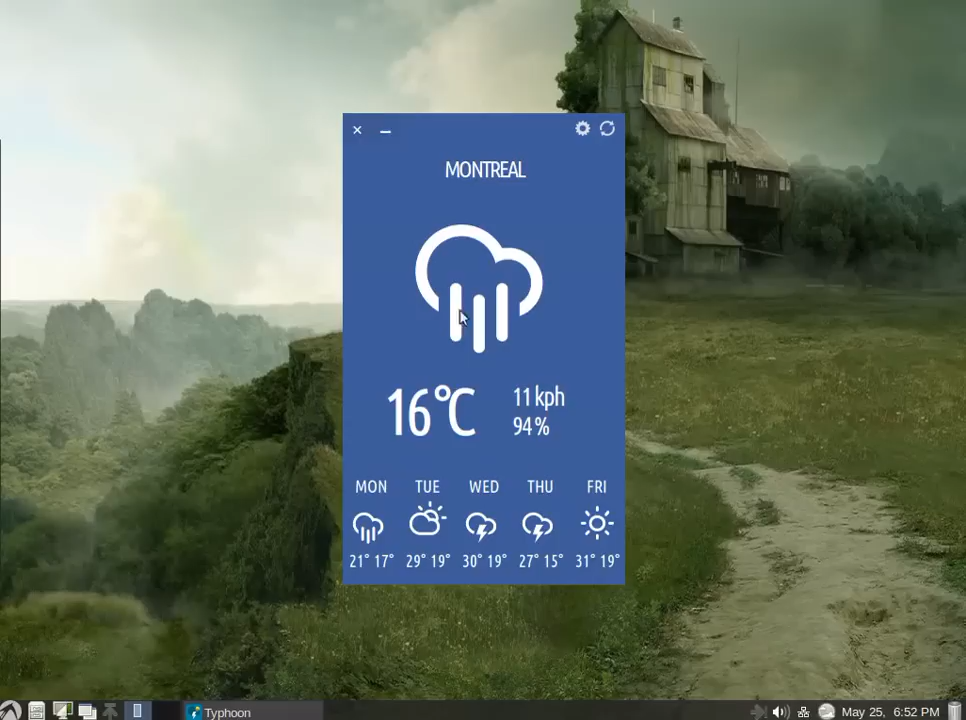 MONTREAL
16°C
11 kph
94 %
MON TUE WED THU FRI
21° 17° 29° 19° 30° 19° 27° 15° 31° 19°
Typhoon
May 25, 6:52 PM